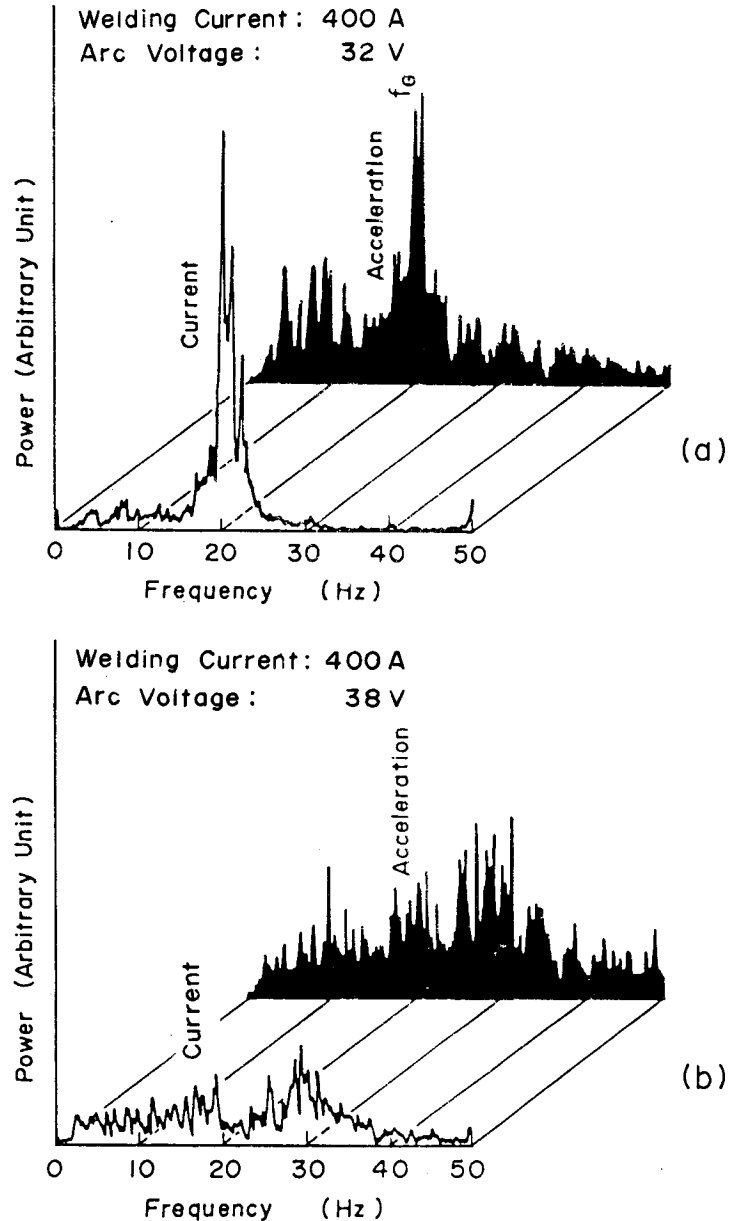 Welding Current: 400 A
Arc Voltage: 32 V
fG
Acceleration
Current
Power (Arbitrary Unit)
(a)
0 10 20 30 40 50
Frequency (Hz)
Welding Current: 400 A
Arc Voltage: 38 V
Acceleration
Current
Power (Arbitrary Unit)
(b)
0 10 20 30 40 50
Frequency (Hz)